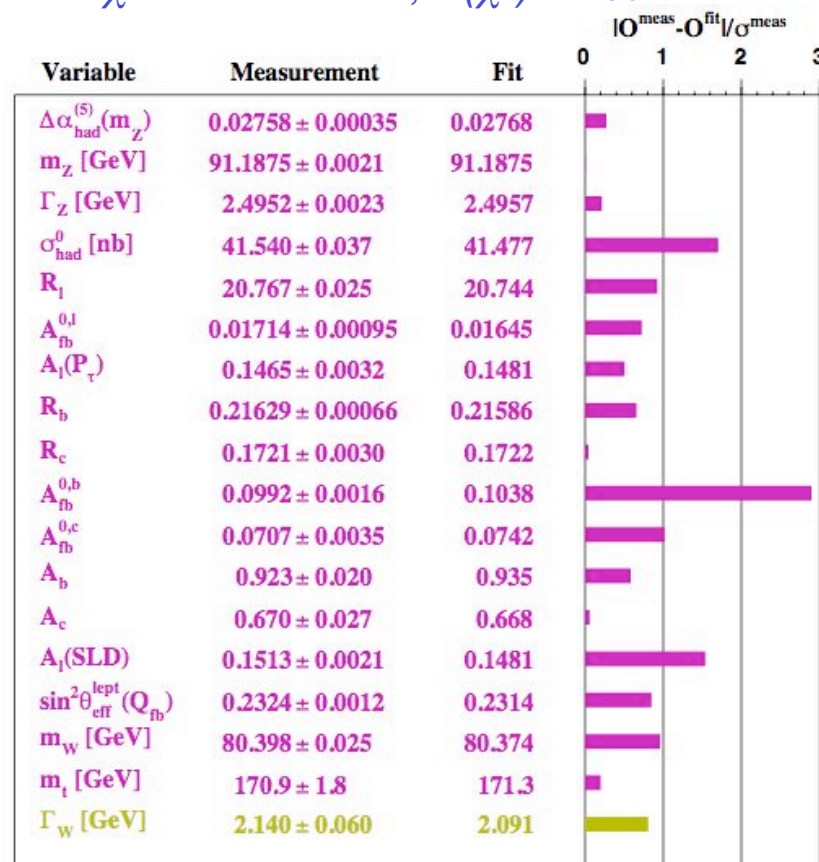 |O^meas-O^fit|/σ^meas
Variable Measurement Fit 0 1 2 3
Δα_had^(5)(m_Z) 0.02758 ± 0.00035 0.02768
m_Z [GeV] 91.1875 ± 0.0021 91.1875
Γ_Z [GeV] 2.4952 ± 0.0023 2.4957
σ_had^0 [nb] 41.540 ± 0.037 41.477
R_l 20.767 ± 0.025 20.744
A_fb^0,l 0.01714 ± 0.00095 0.01645
A_l(P_τ) 0.1465 ± 0.0032 0.1481
R_b 0.21629 ± 0.00066 0.21586
R_c 0.1721 ± 0.0030 0.1722
A_fb^0,b 0.0992 ± 0.0016 0.1038
A_fb^0,c 0.0707 ± 0.0035 0.0742
A_b 0.923 ± 0.020 0.935
A_c 0.670 ± 0.027 0.668
A_l(SLD) 0.1513 ± 0.0021 0.1481
sin²θ_eff^lept(Q_fb) 0.2324 ± 0.0012 0.2314
m_W [GeV] 80.398 ± 0.025 80.374
m_t [GeV] 170.9 ± 1.8 171.3
Γ_W [GeV] 2.140 ± 0.060 2.091